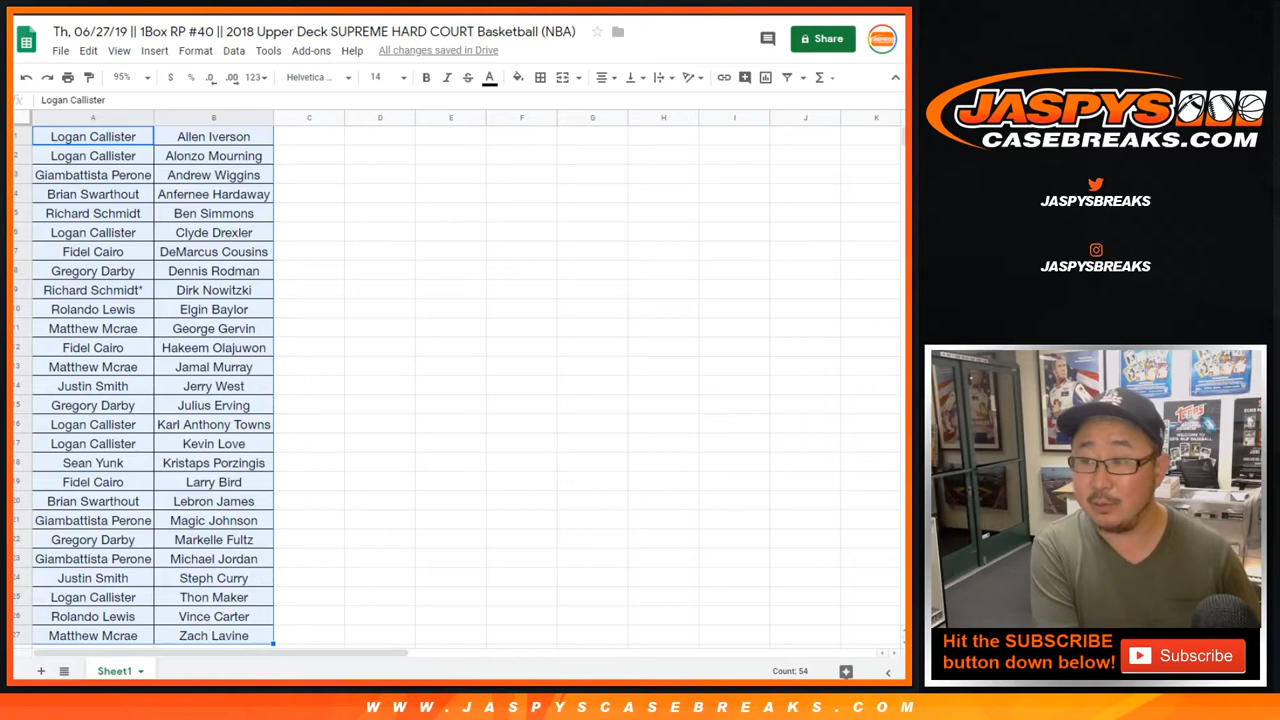 Th, 06/27/19 || 1Box RP #40 || 2018 Upper Deck SUPREME HARD COURT Basketball (NBA)
File Edit View Insert Format Data Tools Add-ons Help All changes saved in Drive
Share
95% $ % .0 .00 123 Helvetica ... 14 B I S A
fx Logan Callister
A B C D E F G H I J K
1 Logan Callister Allen Iverson
2 Logan Callister Alonzo Mourning
3 Giambattista Perone Andrew Wiggins
4 Brian Swarthout Anfernee Hardaway
5 Richard Schmidt Ben Simmons
6 Logan Callister Clyde Drexler
7 Fidel Cairo DeMarcus Cousins
8 Gregory Darby Dennis Rodman
9 Richard Schmidt* Dirk Nowitzki
10 Rolando Lewis Elgin Baylor
11 Matthew Mcrae George Gervin
12 Fidel Cairo Hakeem Olajuwon
13 Matthew Mcrae Jamal Murray
14 Justin Smith Jerry West
15 Gregory Darby Julius Erving
16 Logan Callister Karl Anthony Towns
17 Logan Callister Kevin Love
18 Sean Yunk Kristaps Porzingis
19 Fidel Cairo Larry Bird
20 Brian Swarthout Lebron James
21 Giambattista Perone Magic Johnson
22 Gregory Darby Markelle Fultz
23 Giambattista Perone Michael Jordan
24 Justin Smith Steph Curry
25 Logan Callister Thon Maker
26 Rolando Lewis Vince Carter
27 Matthew Mcrae Zach Lavine
Sheet1
Count: 54
JASPYS
CASEBREAKS.COM
JASPYSBREAKS
JASPYSBREAKS
Topps
Hit the SUBSCRIBE
button down below!
Subscribe
WWW.JASPYSCASEBREAKS.COM